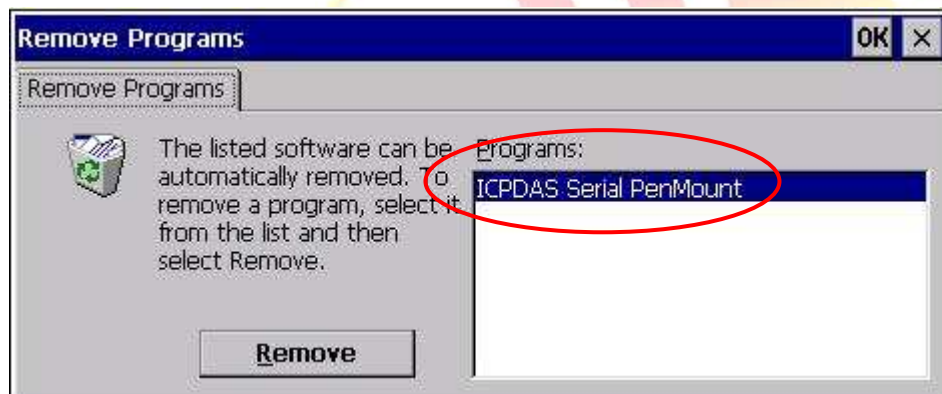 Remove Programs
OK
Remove Programs
The listed software can be
automatically removed. To
remove a program, select it
from the list and then
select Remove.
Programs:
ICPDAS Serial PenMount
Remove